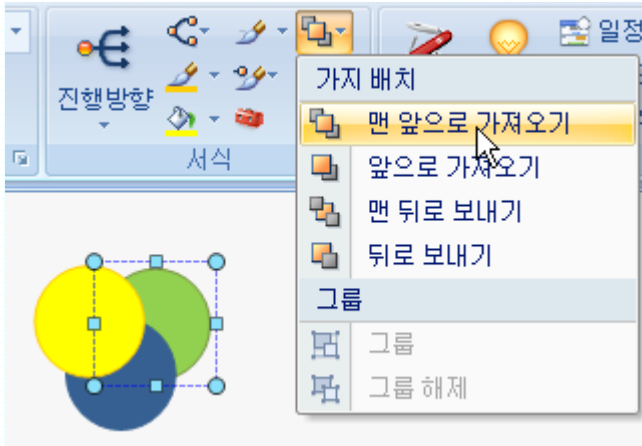 일정
진행방향
서식
가지 배치
맨 앞으로 가져오기
앞으로 가져오기
맨 뒤로 보내기
뒤로 보내기
그룹
그룹
그룹 해제